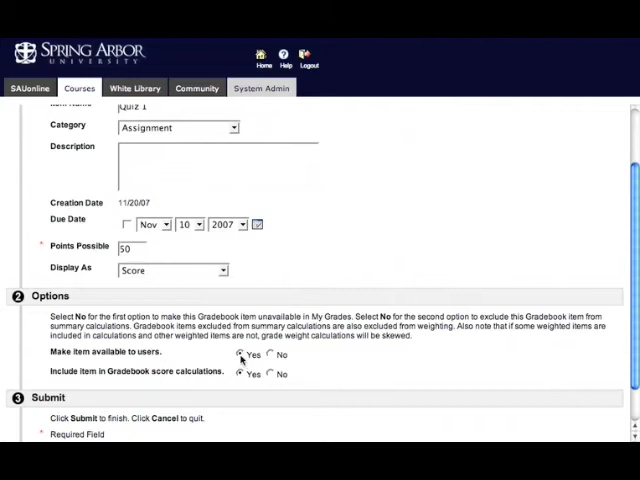 SPRING ARBOR
UNIVERSITY
Home Help Logout
SAUonline Courses White Library Community System Admin
Item Name Quiz 1
Category Assignment
Description
Creation Date 11/20/07
Due Date Nov 10 2007
* Points Possible 50
Display As Score
2 Options
Select No for the first option to make this Gradebook item unavailable in My Grades. Select No for the second option to exclude this Gradebook item from
summary calculations. Gradebook items excluded from summary calculations are also excluded from weighting. Also note that if some weighted items are
included in calculations and other weighted items are not, grade weight calculations will be skewed.
Make item available to users. Yes No
Include item in Gradebook score calculations. Yes No
3 Submit
Click Submit to finish. Click Cancel to quit.
* Required Field